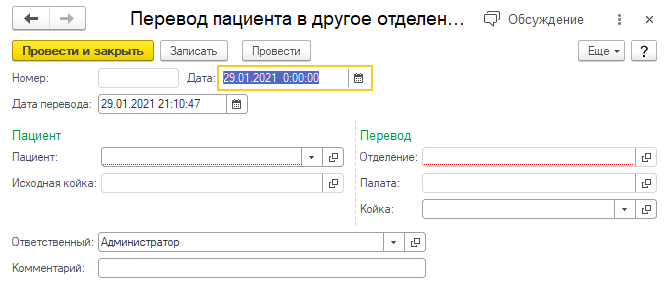 Перевод пациента в другое отделен... Обсуждение
Провести и закрыть Записать Провести Еще ?
Номер: Дата: 29.01.2021 0:00:00
Дата перевода: 29.01.2021 21:10:47
Пациент Перевод
Пациент: Отделение:
Исходная койка: Палата:
Койка:
Ответственный: Администратор
Комментарий: